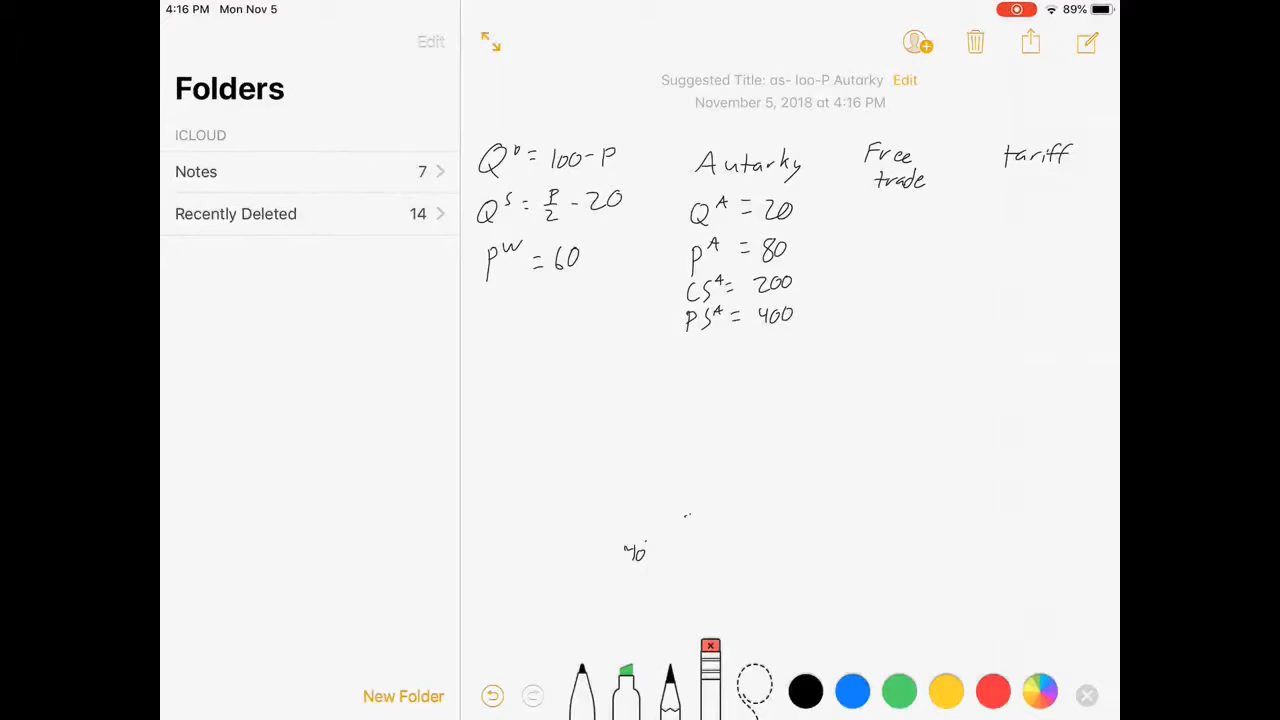 4:16 PM Mon Nov 5
89%
Edit
Folders
ICLOUD
Notes 7
Recently Deleted 14
New Folder
Suggested Title: as- loo-P Autarky Edit
November 5, 2018 at 4:16 PM
Q^D = 100-P
Q^S = P/2 - 20
P^W = 60
Autarky
Q^A = 20
P^A = 80
CS^A = 200
PS^A = 400
Free
trade
tariff
40